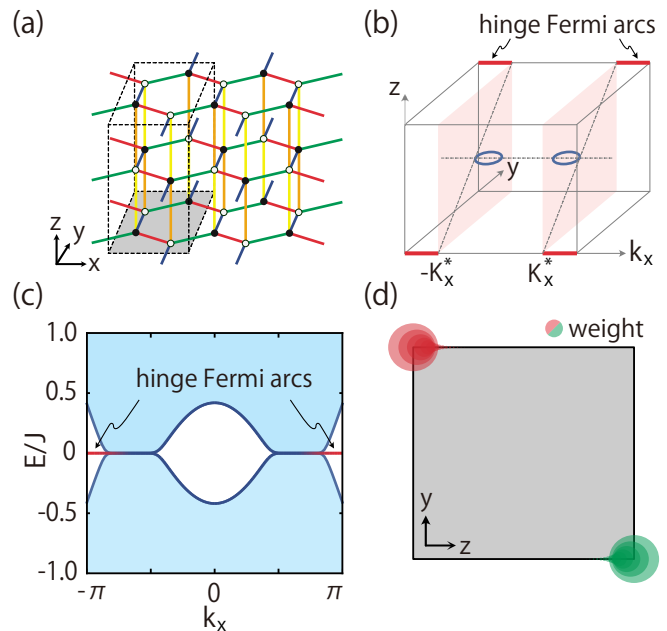 (a)
z
y
x
(b)
hinge Fermi arcs
z
y
-K*x
K*x
kx
(c)
hinge Fermi arcs
E/J
1.0
0.5
0
-0.5
-1.0
-π
0
π
kx
(d)
weight
y
z